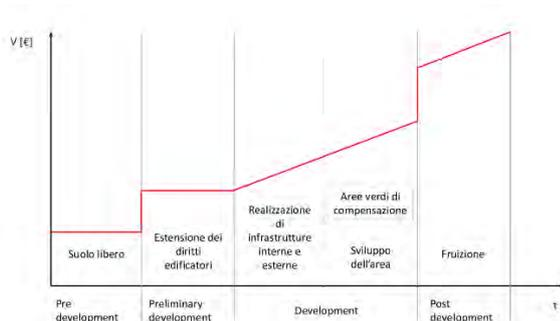 V [€]
Suolo libero
Estensione dei
diritti
edificatori
Realizzazione
di
infrastrutture
interne e
esterne
Aree verdi di
compensazione
Sviluppo
dell'area
Fruizione
Pre
development
Preliminary
development
Development
Post
development
t